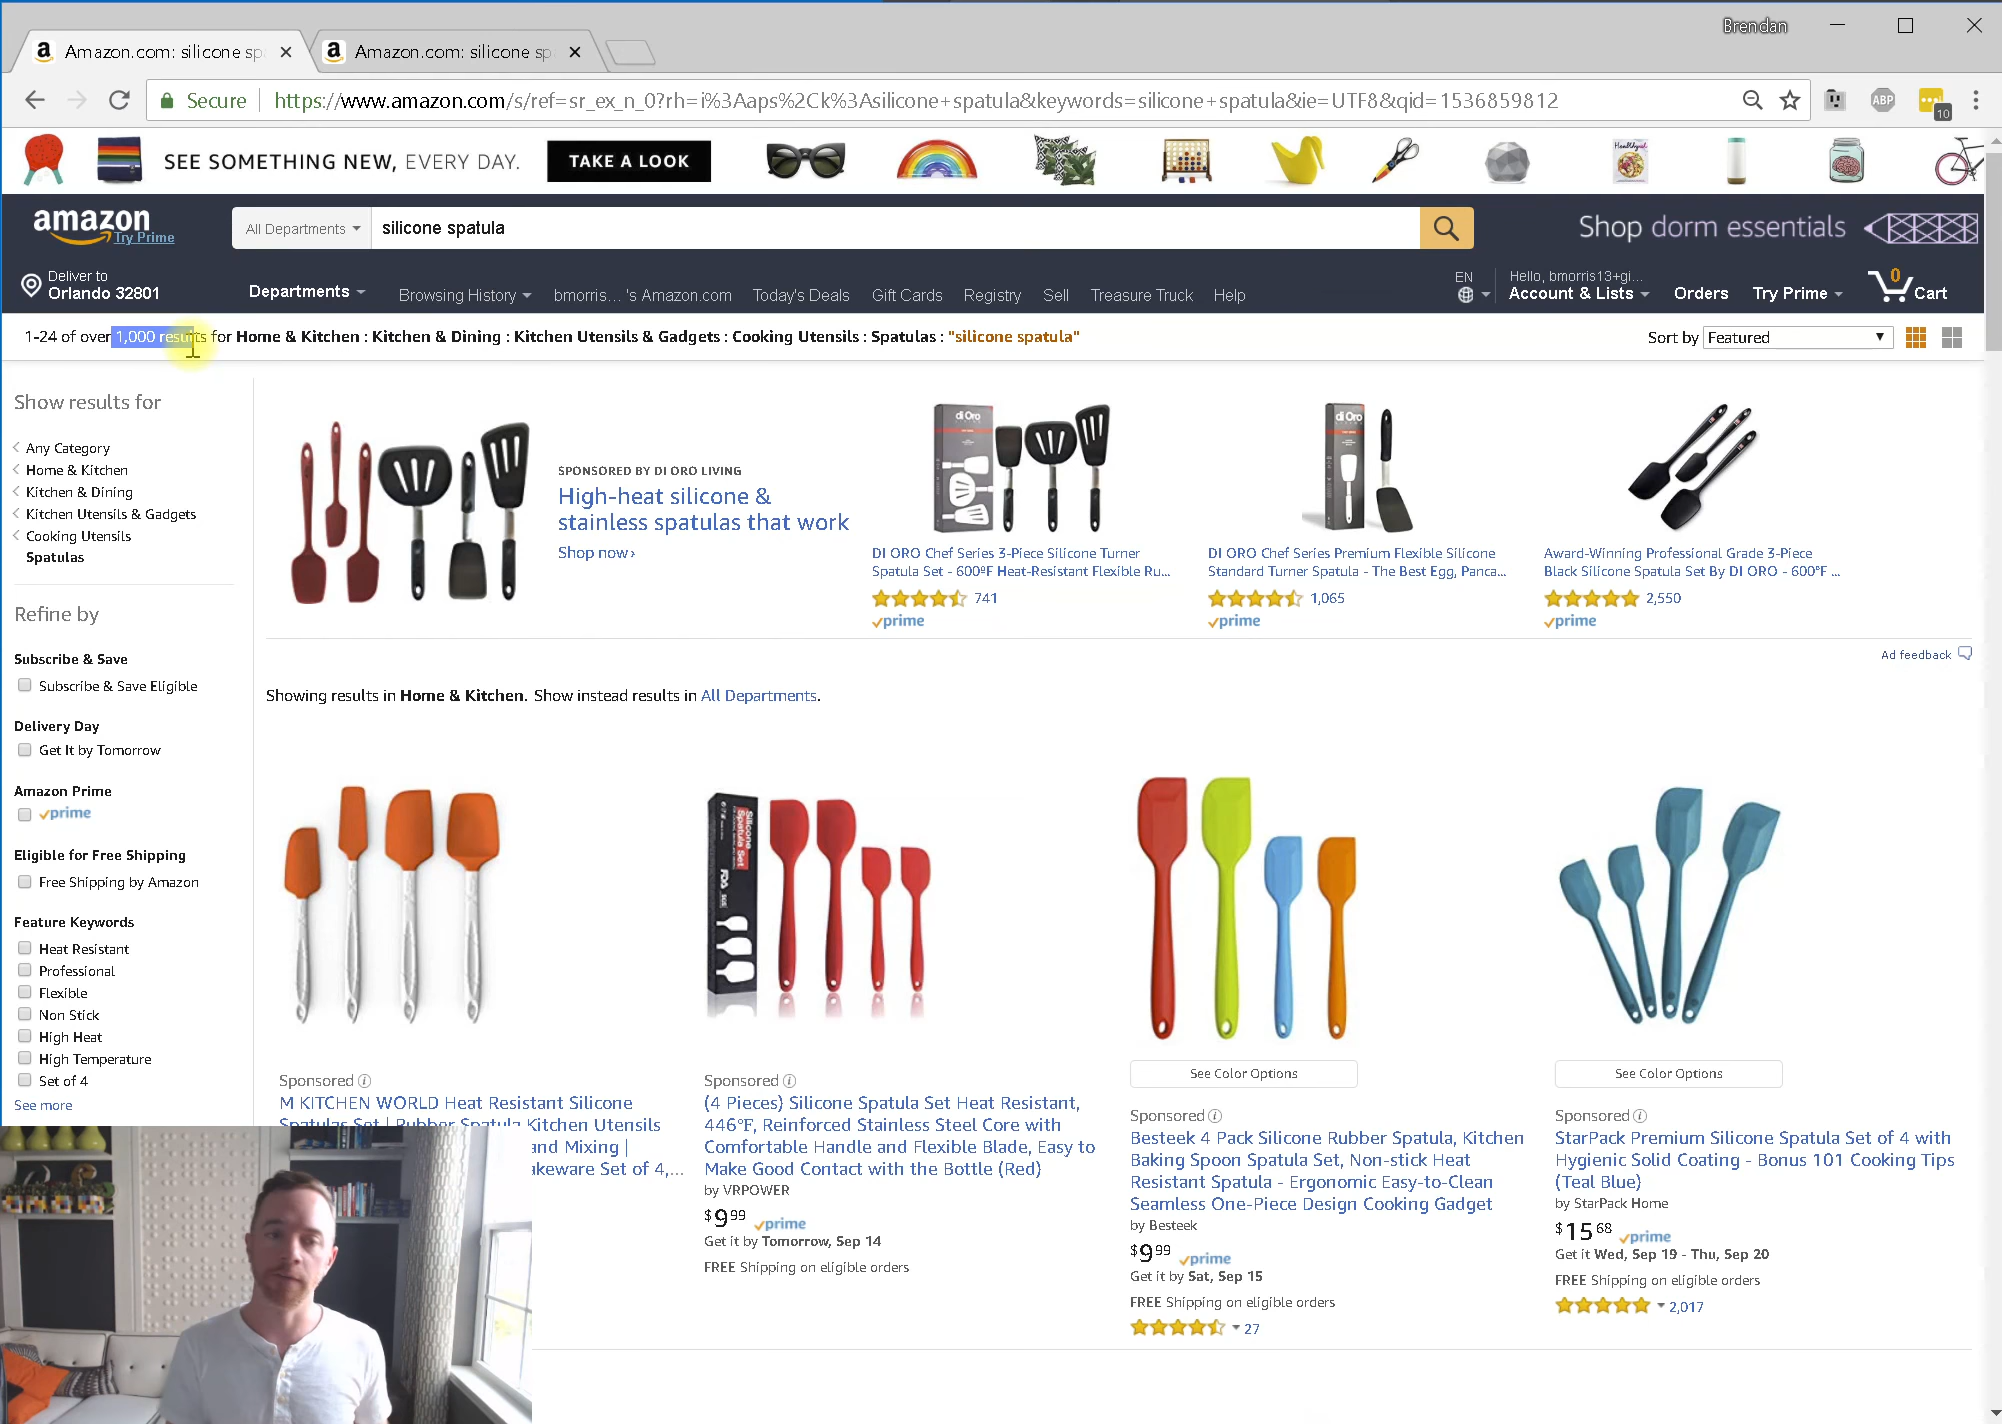 Brendan
Amazon.com: silicone sp
Amazon.com: silicone sp
Secure https://www.amazon.com/s/ref=sr_ex_n_0?rh=i%3Aaps%2Ck%3Asilicone+spatula&keywords=silicone+spatula&ie=UTF8&qid=1536859812
ABP
10
SEE SOMETHING NEW, EVERY DAY. TAKE A LOOK
amazon
Try Prime
All Departments
silicone spatula
Shop dorm essentials
Deliver to
Orlando 32801
Departments
Browsing History bmorris... 's Amazon.com Today's Deals Gift Cards Registry Sell Treasure Truck Help
EN
Hello, bmorris13+gi...
Account & Lists
Orders
Try Prime
0
Cart
1-24 of over 1,000 results for Home & Kitchen : Kitchen & Dining : Kitchen Utensils & Gadgets : Cooking Utensils : Spatulas : "silicone spatula"
Sort by Featured
Show results for
Any Category
Home & Kitchen
Kitchen & Dining
Kitchen Utensils & Gadgets
Cooking Utensils
Spatulas
Refine by
Subscribe & Save
Subscribe & Save Eligible
Delivery Day
Get It by Tomorrow
Amazon Prime
prime
Eligible for Free Shipping
Free Shipping by Amazon
Feature Keywords
Heat Resistant
Professional
Flexible
Non Stick
High Heat
High Temperature
Set of 4
See more
SPONSORED BY DI ORO LIVING
High-heat silicone &
stainless spatulas that work
Shop now›
di Oro
DI ORO Chef Series 3-Piece Silicone Turner
Spatula Set - 600ºF Heat-Resistant Flexible Ru...
741
prime
di Oro
DI ORO Chef Series Premium Flexible Silicone
Standard Turner Spatula - The Best Egg, Panca...
1,065
prime
Award-Winning Professional Grade 3-Piece
Black Silicone Spatula Set By DI ORO - 600°F ...
2,550
prime
Ad feedback
Showing results in Home & Kitchen. Show instead results in All Departments.
Sponsored
M KITCHEN WORLD Heat Resistant Silicone
Spatulas Set | Rubber Spatula Kitchen Utensils
and Mixing |
akeware Set of 4,...
Silicone
Spatula Set
FDA
Sponsored
(4 Pieces) Silicone Spatula Set Heat Resistant,
446°F, Reinforced Stainless Steel Core with
Comfortable Handle and Flexible Blade, Easy to
Make Good Contact with the Bottle (Red)
by VRPOWER
$9 99 prime
Get it by Tomorrow, Sep 14
FREE Shipping on eligible orders
See Color Options
Sponsored
Besteek 4 Pack Silicone Rubber Spatula, Kitchen
Baking Spoon Spatula Set, Non-stick Heat
Resistant Spatula - Ergonomic Easy-to-Clean
Seamless One-Piece Design Cooking Gadget
by Besteek
$9 99 prime
Get it by Sat, Sep 15
FREE Shipping on eligible orders
27
See Color Options
Sponsored
StarPack Premium Silicone Spatula Set of 4 with
Hygienic Solid Coating - Bonus 101 Cooking Tips
(Teal Blue)
by StarPack Home
$15 68 prime
Get it Wed, Sep 19 - Thu, Sep 20
FREE Shipping on eligible orders
2,017